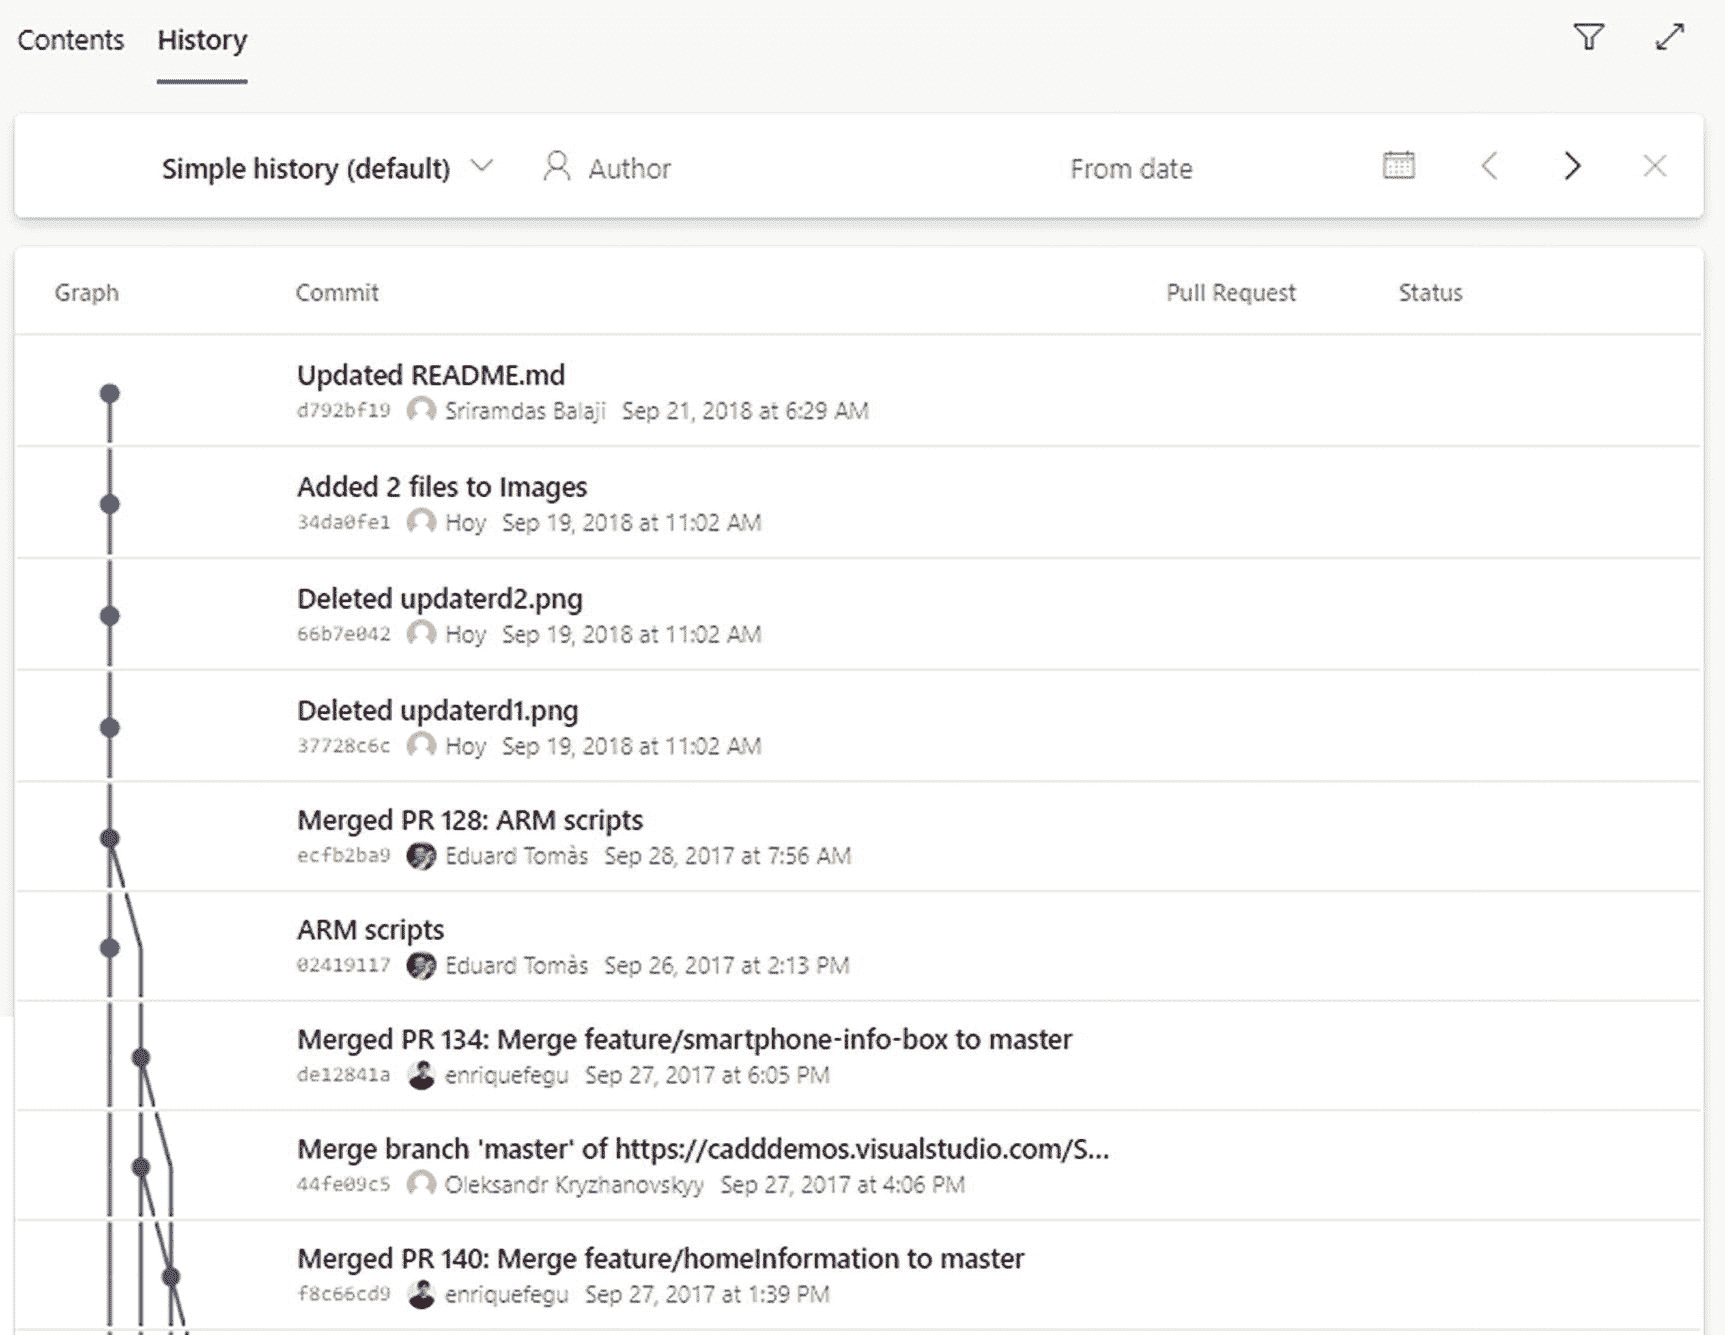 Contents History
Simple history (default) Author From date
Graph Commit Pull Request Status
Updated README.md
d792bf19 Sriramdas Balaji Sep 21, 2018 at 6:29 AM
Added 2 files to Images
34da0fe1 Hoy Sep 19, 2018 at 11:02 AM
Deleted updaterd2.png
66b7e042 Hoy Sep 19, 2018 at 11:02 AM
Deleted updaterd1.png
37728c6c Hoy Sep 19, 2018 at 11:02 AM
Merged PR 128: ARM scripts
ecfb2ba9 Eduard Tomàs Sep 28, 2017 at 7:56 AM
ARM scripts
02419117 Eduard Tomàs Sep 26, 2017 at 2:13 PM
Merged PR 134: Merge feature/smartphone-info-box to master
de12841a enriquefegu Sep 27, 2017 at 6:05 PM
Merge branch 'master' of https://cadddemos.visualstudio.com/S...
44fe09c5 Oleksandr Kryzhanovskyy Sep 27, 2017 at 4:06 PM
Merged PR 140: Merge feature/homeInformation to master
f8c66cd9 enriquefegu Sep 27, 2017 at 1:39 PM